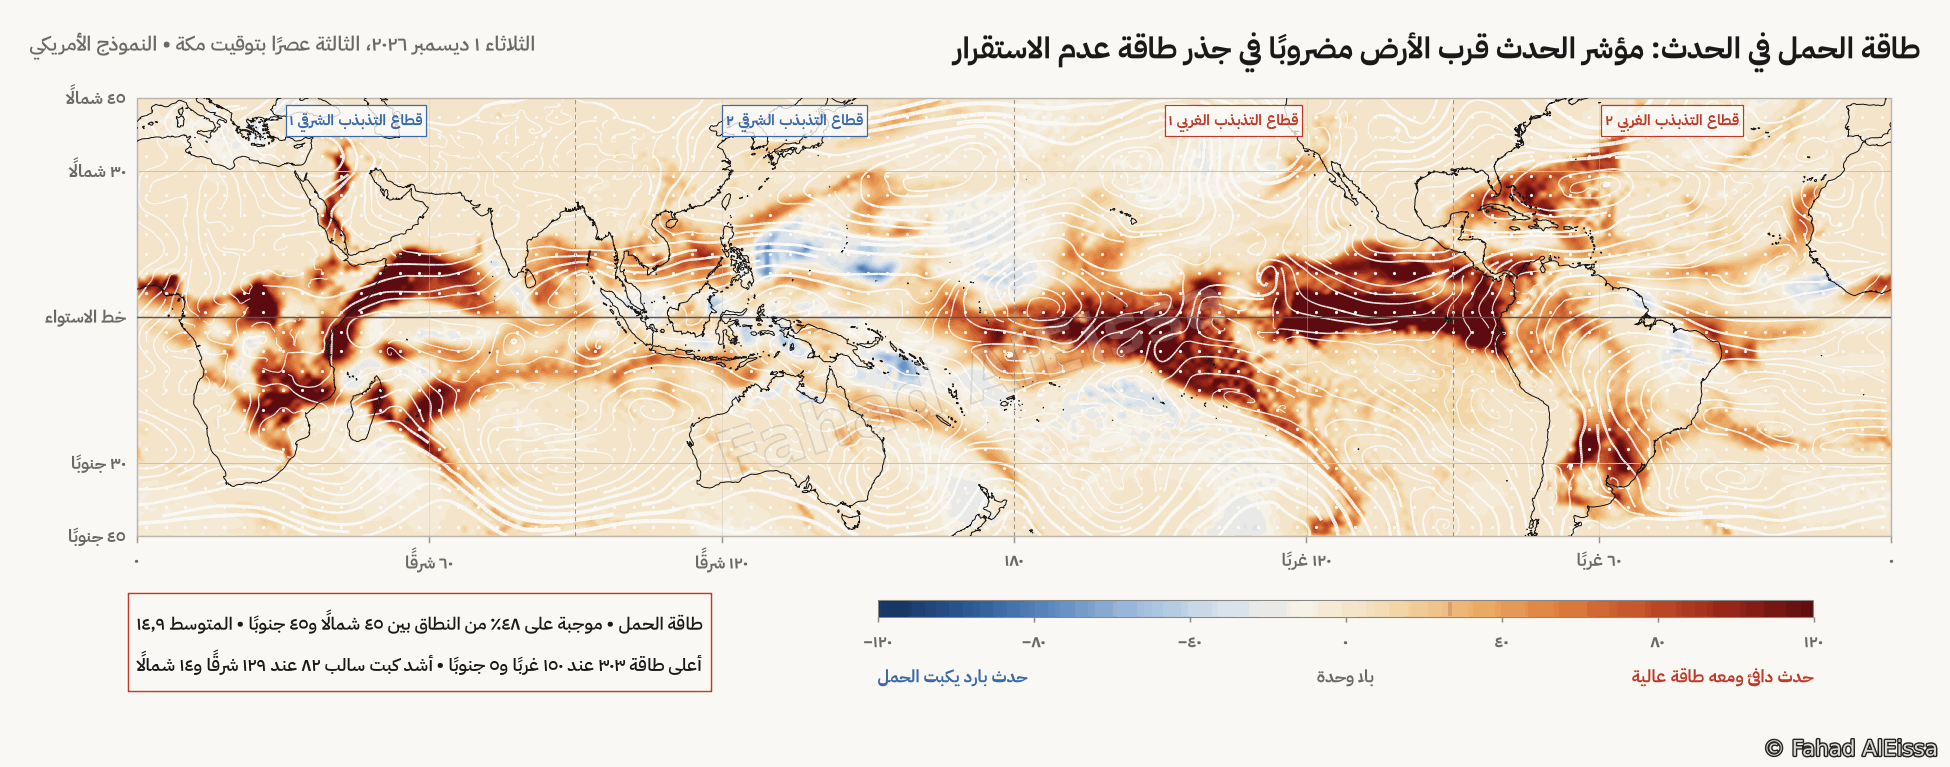 طاقة الحمل في الحدث: مؤشر الحدث قرب الأرض مضروبًا في جذر طاقة عدم الاستقرار
الثلاثاء ١ ديسمبر ٢٠٢٦، الثالثة عصرًا بتوقيت مكة • النموذج الأمريكي
٤٥ شمالًا
٣٠ شمالًا
خط الاستواء
٣٠ جنوبًا
٤٥ جنوبًا
قطاع التذبذب الشرقي ١
قطاع التذبذب الشرقي ٢
قطاع التذبذب الغربي ١
قطاع التذبذب الغربي ٢
Fahad AlEissa
٠
٦٠ شرقًا
١٢٠ شرقًا
١٨٠
١٢٠ غربًا
٦٠ غربًا
٠
طاقة الحمل • موجبة على ٤٨٪ من النطاق بين ٤٥ شمالًا و٤٥ جنوبًا • المتوسط ١٤,٩
أعلى طاقة ٣٠٣ عند ١٥٠ غربًا و٥ جنوبًا • أشد كبت سالب ٨٢ عند ١٢٩ شرقًا و١٤ شمالًا
−١٢٠
−٨٠
−٤٠
٠
٤٠
٨٠
١٢٠
حدث بارد يكبت الحمل
بلا وحدة
حدث دافئ ومعه طاقة عالية
© Fahad AlEissa